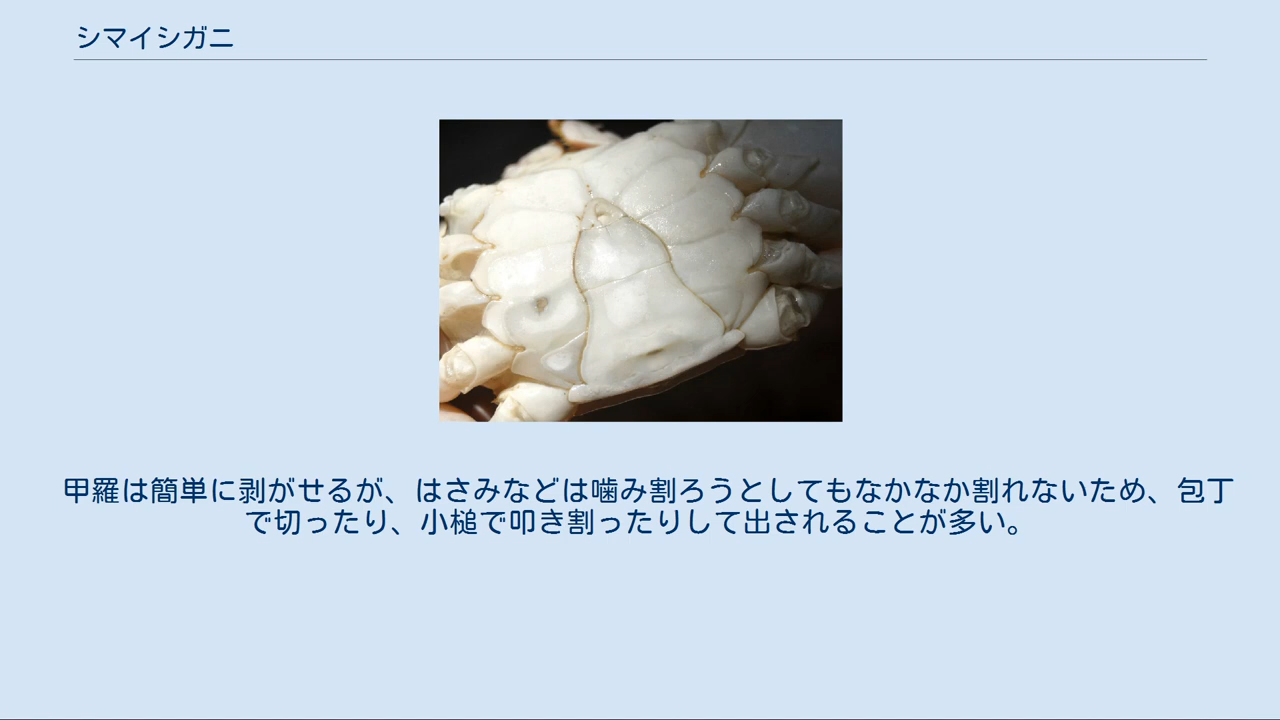 シマイシガニ
甲羅は簡単に剥がせるが、はさみなどは噛み割ろうとしてもなかなか割れないため、包丁
で切ったり、小槌で叩き割ったりして出されることが多い。